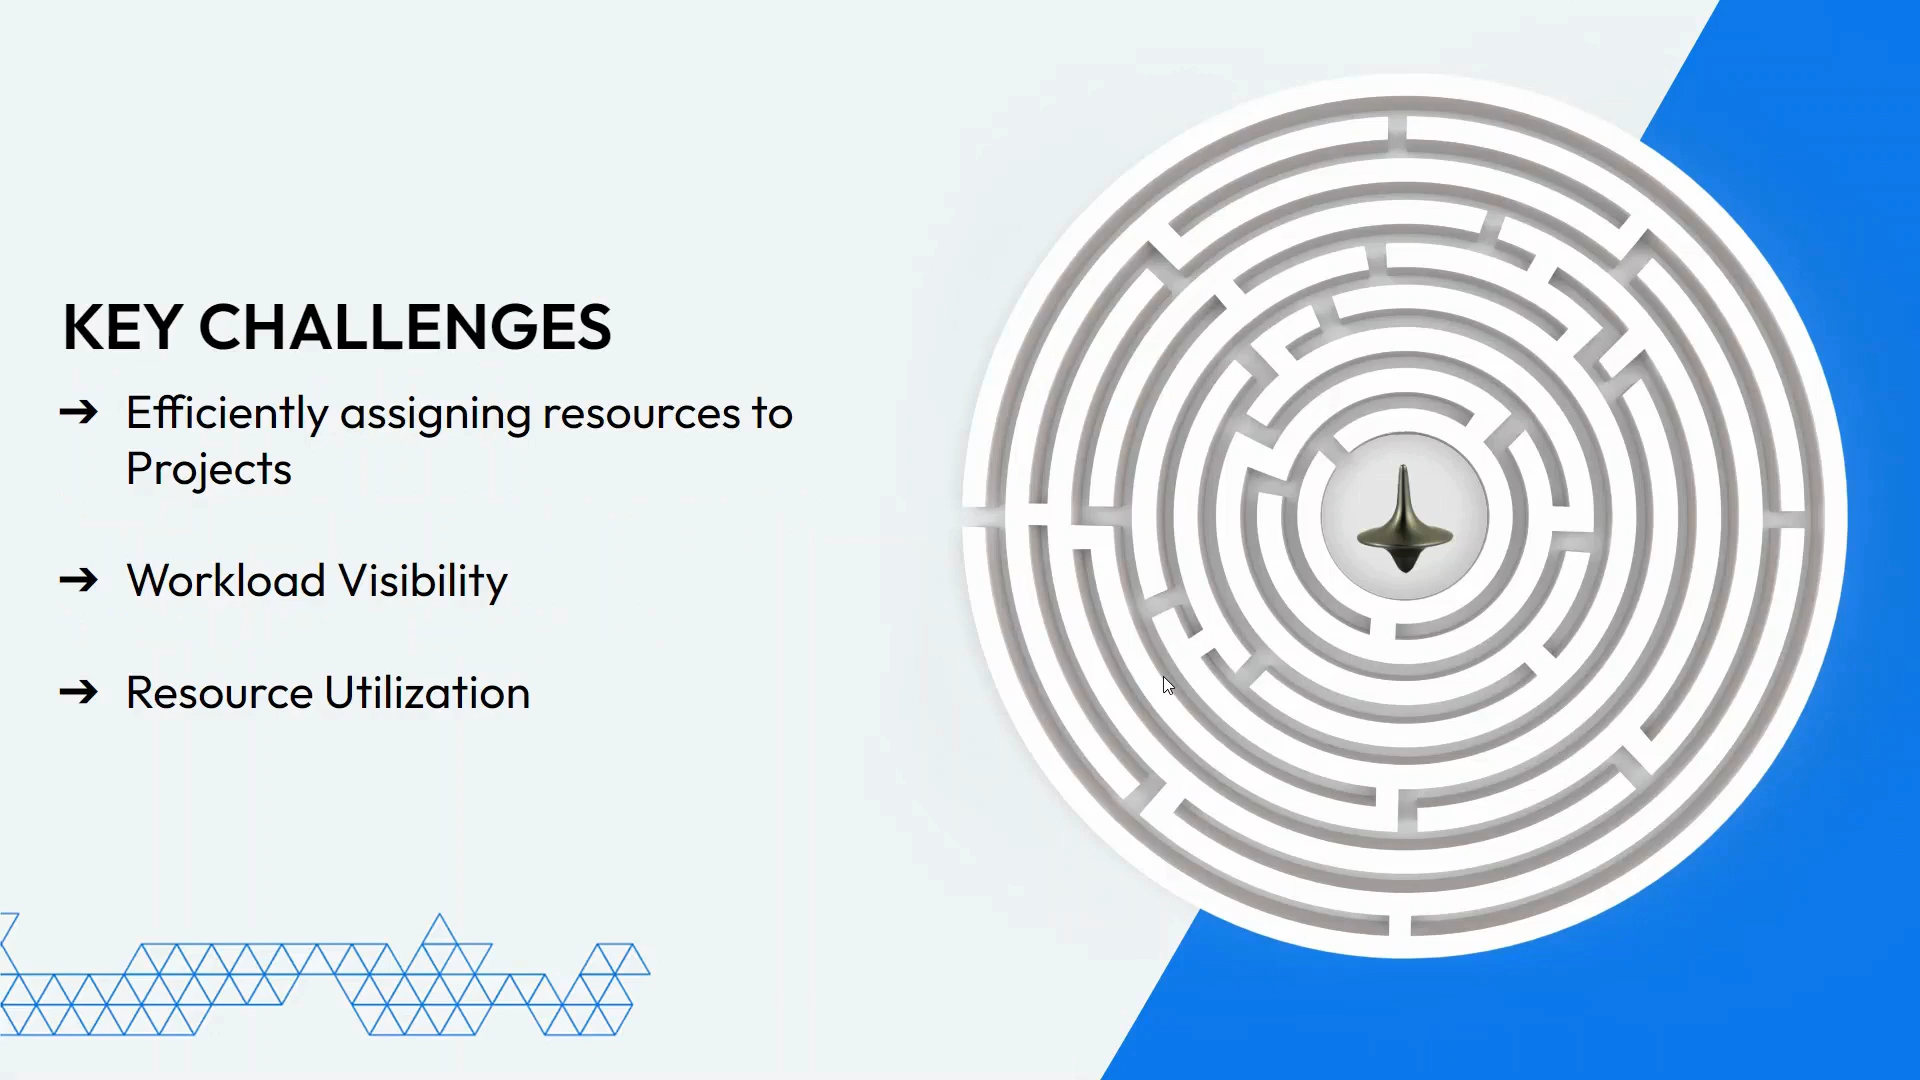 KEY CHALLENGES
➔ Efficiently assigning resources to
Projects
➔ Workload Visibility
➔ Resource Utilization